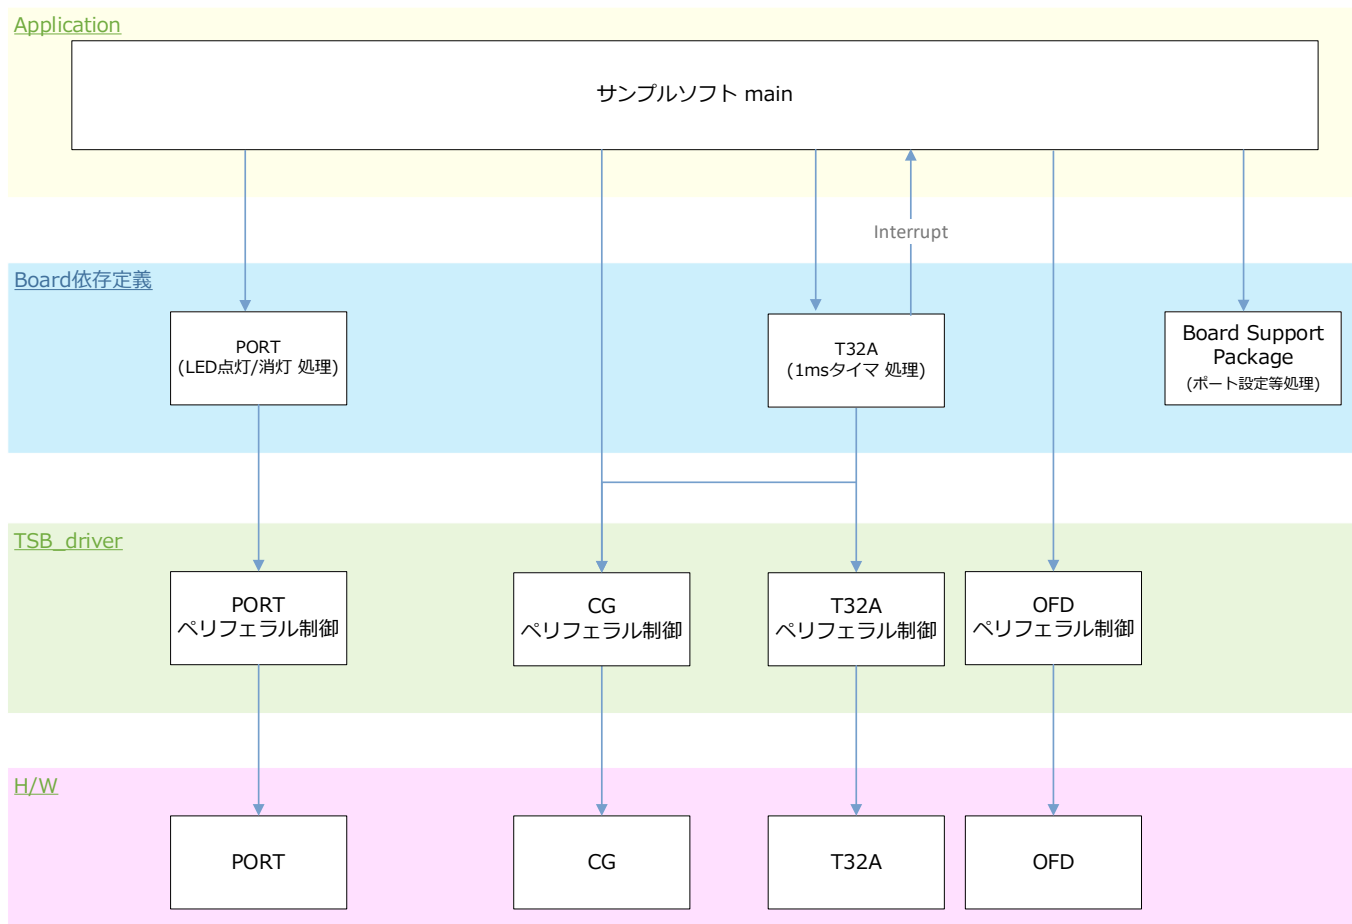 Application
サンプルソフト main
Interrupt
Board依存定義
PORT
(LED点灯/消灯 処理)
T32A
(1msタイマ 処理)
Board Support
Package
(ポート設定等処理)
TSB_driver
PORT
ペリフェラル制御
CG
ペリフェラル制御
T32A
ペリフェラル制御
OFD
ペリフェラル制御
H/W
PORT
CG
T32A
OFD